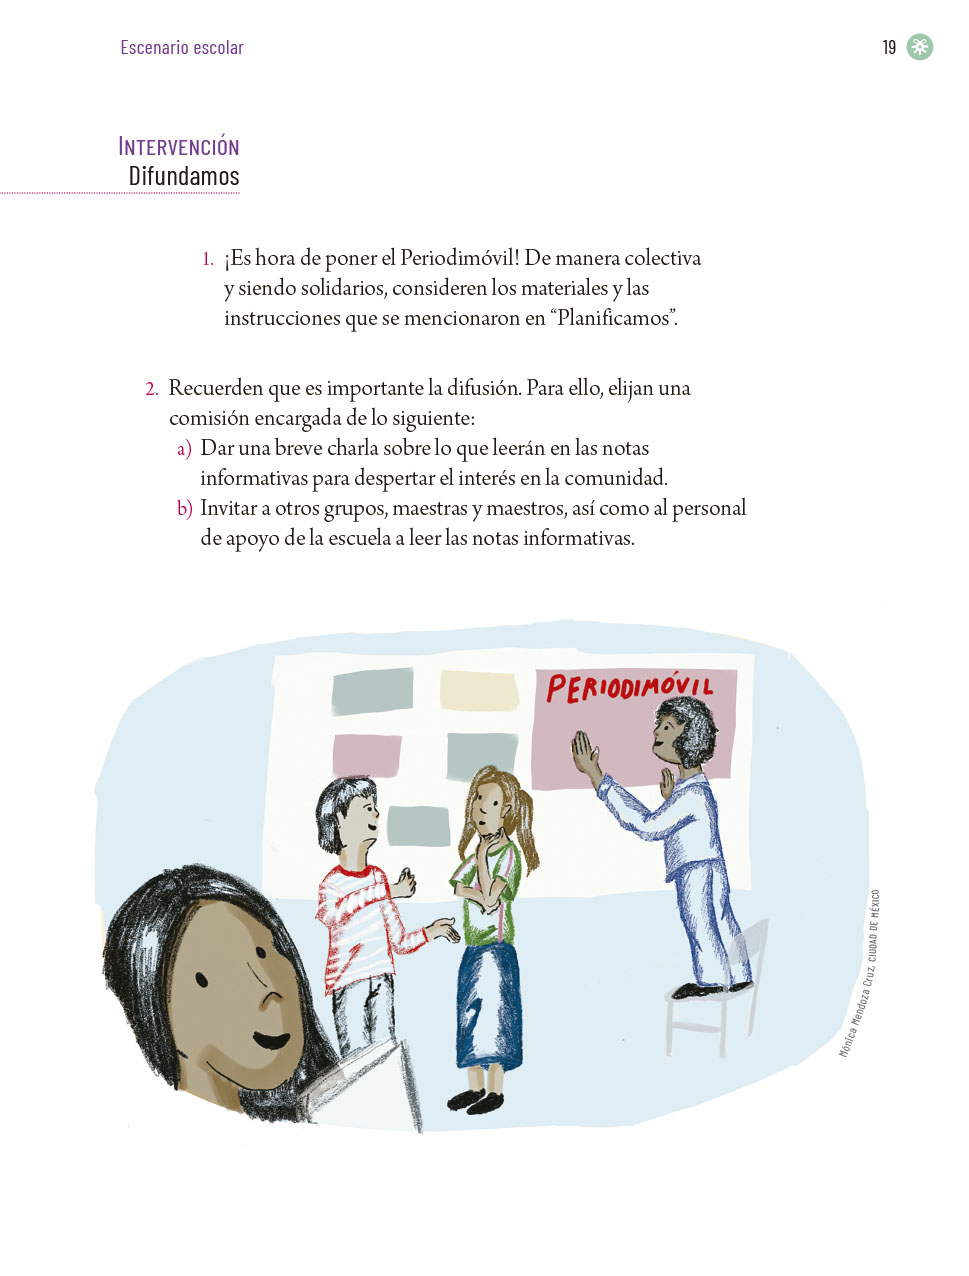 Escenario escolar
19
INTERVENCIÓN
Difundamos
1. ¡Es hora de poner el Periodimóvil! De manera colectiva
y siendo solidarios, consideren los materiales y las
instrucciones que se mencionaron en “Planificamos”.
2. Recuerden que es importante la difusión. Para ello, elijan una
comisión encargada de lo siguiente:
a) Dar una breve charla sobre lo que leerán en las notas
informativas para despertar el interés en la comunidad.
b) Invitar a otros grupos, maestras y maestros, así como al personal
de apoyo de la escuela a leer las notas informativas.
PERIODIMÓVIL
Mónica Mendoza Cruz, CIUDAD DE MÉXICO